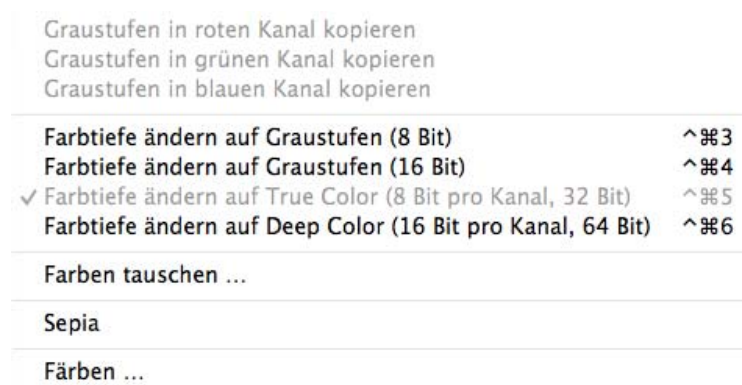 Graustufen in roten Kanal kopieren
Graustufen in grünen Kanal kopieren
Graustufen in blauen Kanal kopieren
Farbtiefe ändern auf Graustufen (8 Bit) ^⌘3
Farbtiefe ändern auf Graustufen (16 Bit) ^⌘4
✓ Farbtiefe ändern auf True Color (8 Bit pro Kanal, 32 Bit) ^⌘5
Farbtiefe ändern auf Deep Color (16 Bit pro Kanal, 64 Bit) ^⌘6
Farben tauschen ...
Sepia
Färben ...